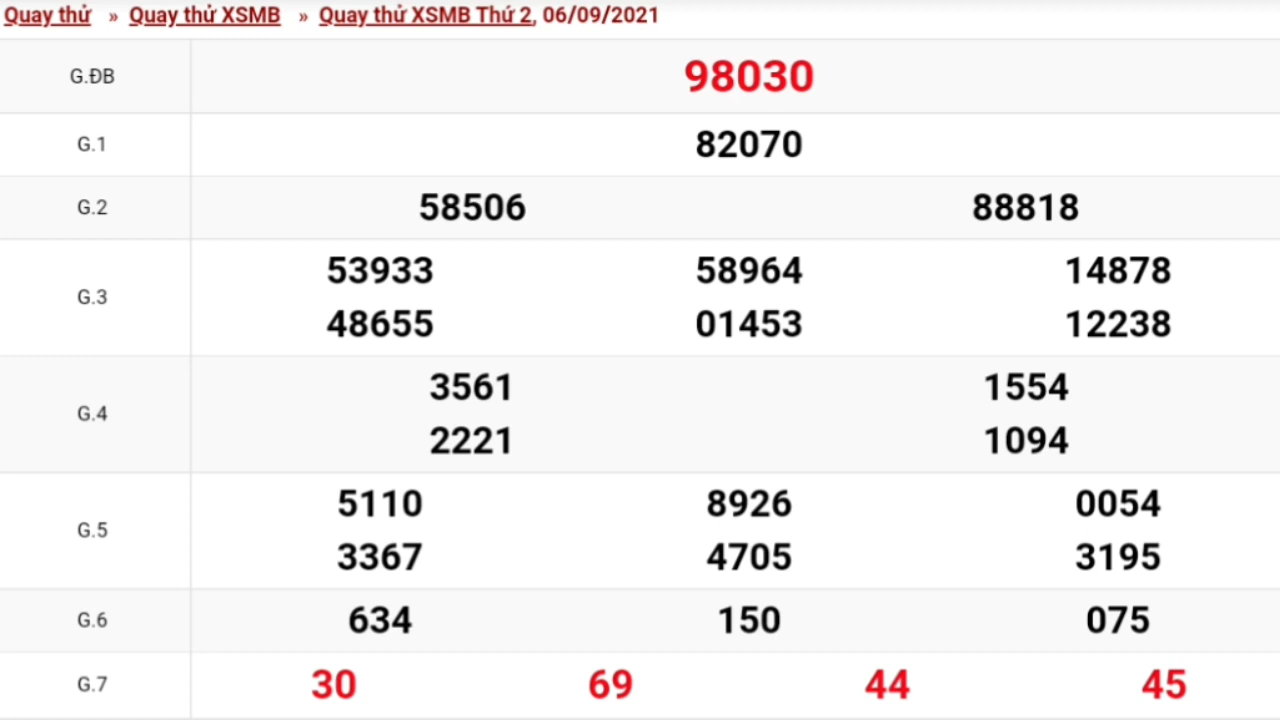 Quay thử » Quay thử XSMB » Quay thử XSMB Thứ 2, 06/09/2021
G.ĐB 98030
G.1 82070
G.2 58506 88818
G.3 53933 58964 14878
48655 01453 12238
G.4 3561 1554
2221 1094
G.5 5110 8926 0054
3367 4705 3195
G.6 634 150 075
G.7 30 69 44 45